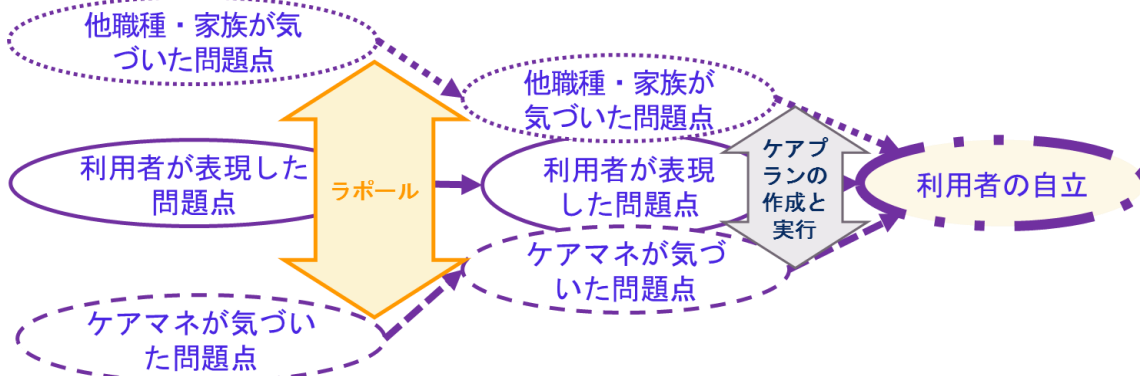 他職種・家族が気
づいた問題点
利用者が表現した
問題点
ケアマネが気づい
た問題点
ラポール
他職種・家族が
気づいた問題点
利用者が表現
した問題点
ケアマネが気づ
いた問題点
ケアプ
ランの
作成と
実行
利用者の自立